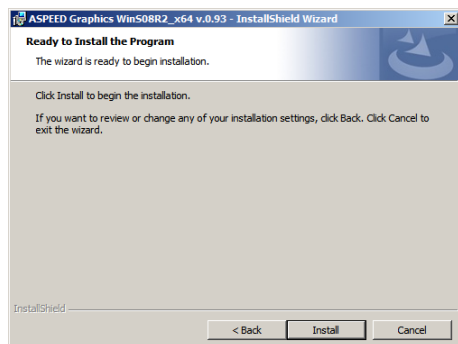 ASPEED Graphics WinS08R2_x64 v.0.93 - InstallShield Wizard
Ready to Install the Program
The wizard is ready to begin installation.
Click Install to begin the installation.
If you want to review or change any of your installation settings, click Back. Click Cancel to
exit the wizard.
InstallShield
< Back Install Cancel